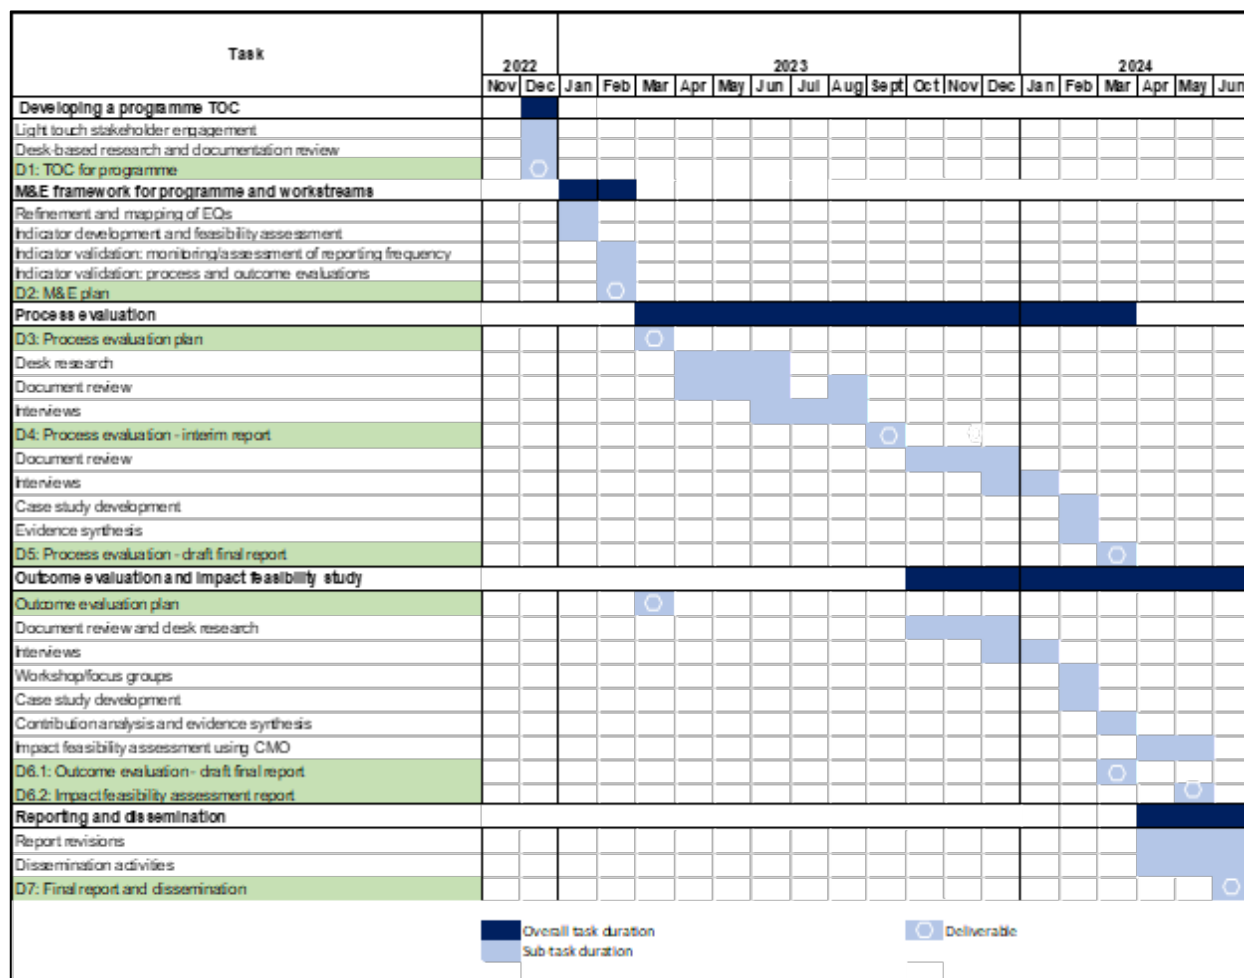 Task
2022 2023 2024
Nov Dec Jan Feb Mar Apr May Jun Jul Aug Sept Oct Nov Dec Jan Feb Mar Apr May Jun
Developing a programme TOC
Light touch stakeholder engagement
Desk-based research and documentation review
D1: TOC for programme
M&E framework for programme and workstreams
Refinement and mapping of EQs
Indicator development and feasibility assessment
Indicator validation: monitoring/assessment of reporting frequency
Indicator validation: process and outcome evaluations
D2: M&E plan
Process evaluation
D3: Process evaluation plan
Desk research
Document review
Interviews
D4: Process evaluation - interim report
Document review
Interviews
Case study development
Evidence synthesis
D5: Process evaluation - draft final report
Outcome evaluation and impact feasibility study
Outcome evaluation plan
Document review and desk research
Interviews
Workshop/focus groups
Case study development
Contribution analysis and evidence synthesis
Impact feasibility assessment using CMO
D6.1: Outcome evaluation - draft final report
D6.2: Impact feasibility assessment report
Reporting and dissemination
Report revisions
Dissemination activities
D7: Final report and dissemination
Overall task duration
Deliverable
Sub-task duration